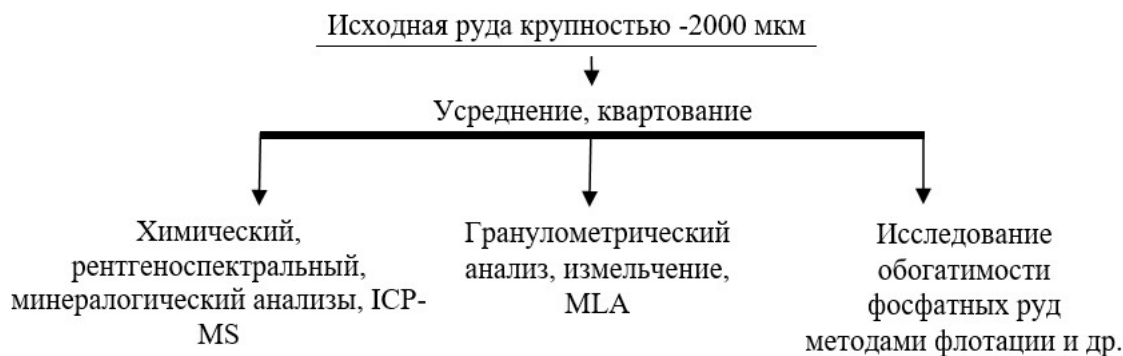 Исходная руда крупностью -2000 мкм
Усреднение, квартование
Химический,
рентгеноспектральный,
минералогический анализы, ICP-
MS
Гранулометрический
анализ, измельчение,
MLA
Исследование
обогатимости
фосфатных руд
методами флотации и др.